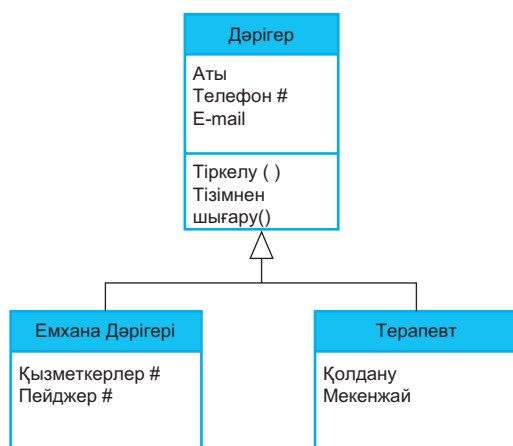 Дәрігер
Аты
Телефон #
E-mail
Тіркелу ( )
Тізімнен
шығару()
Емхана Дәрігері
Қызметкерлер #
Пейджер #
Терапевт
Қолдану
Мекенжай